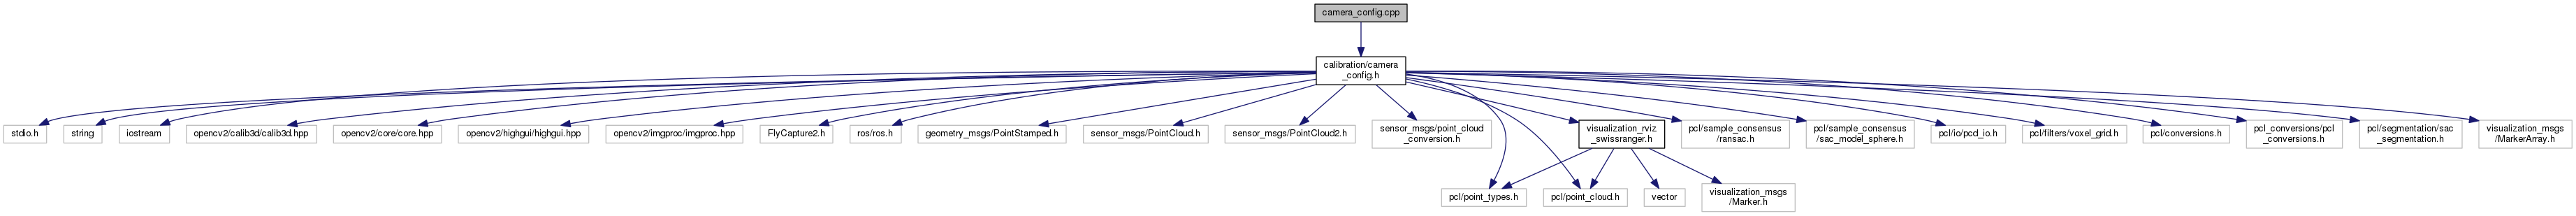 camera_config.cpp
calibration/camera
_config.h
stdio.h
string
iostream
opencv2/calib3d/calib3d.hpp
opencv2/core/core.hpp
opencv2/highgui/highgui.hpp
opencv2/imgproc/imgproc.hpp
FlyCapture2.h
ros/ros.h
geometry_msgs/PointStamped.h
sensor_msgs/PointCloud.h
sensor_msgs/PointCloud2.h
sensor_msgs/point_cloud
_conversion.h
visualization_rviz
_swissranger.h
pcl/sample_consensus
/ransac.h
pcl/sample_consensus
/sac_model_sphere.h
pcl/io/pcd_io.h
pcl/filters/voxel_grid.h
pcl/conversions.h
pcl_conversions/pcl
_conversions.h
pcl/segmentation/sac
_segmentation.h
visualization_msgs
/MarkerArray.h
pcl/point_types.h
pcl/point_cloud.h
vector
visualization_msgs
/Marker.h